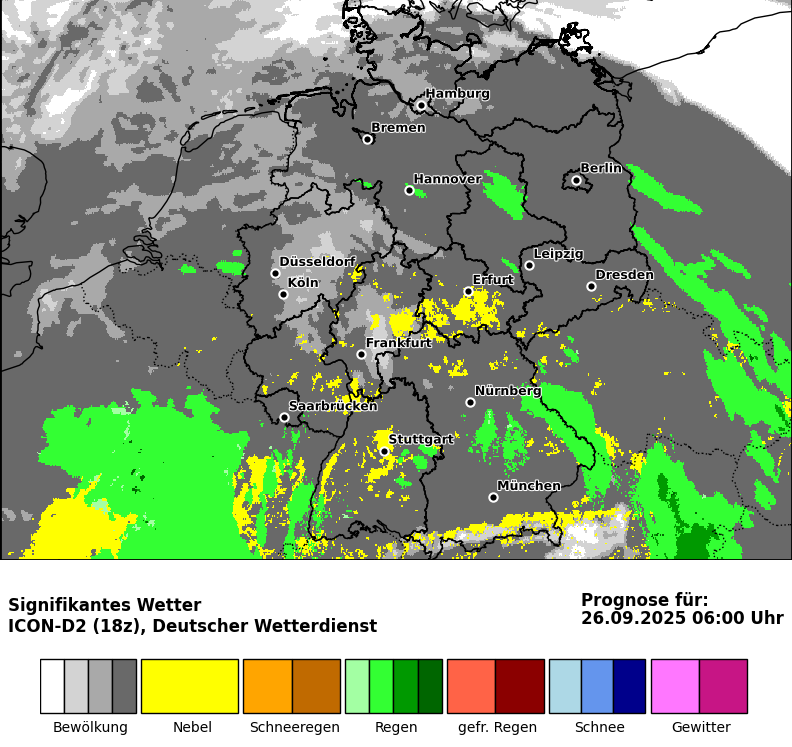 Hamburg
Bremen
Hannover
Berlin
Düsseldorf
Köln
Leipzig
Erfurt
Dresden
Frankfurt
Nürnberg
Saarbrücken
Stuttgart
München
Signifikantes Wetter
ICON-D2 (18z), Deutscher Wetterdienst
Prognose für:
26.09.2025 06:00 Uhr
Bewölkung Nebel Schneeregen Regen gefr. Regen Schnee Gewitter